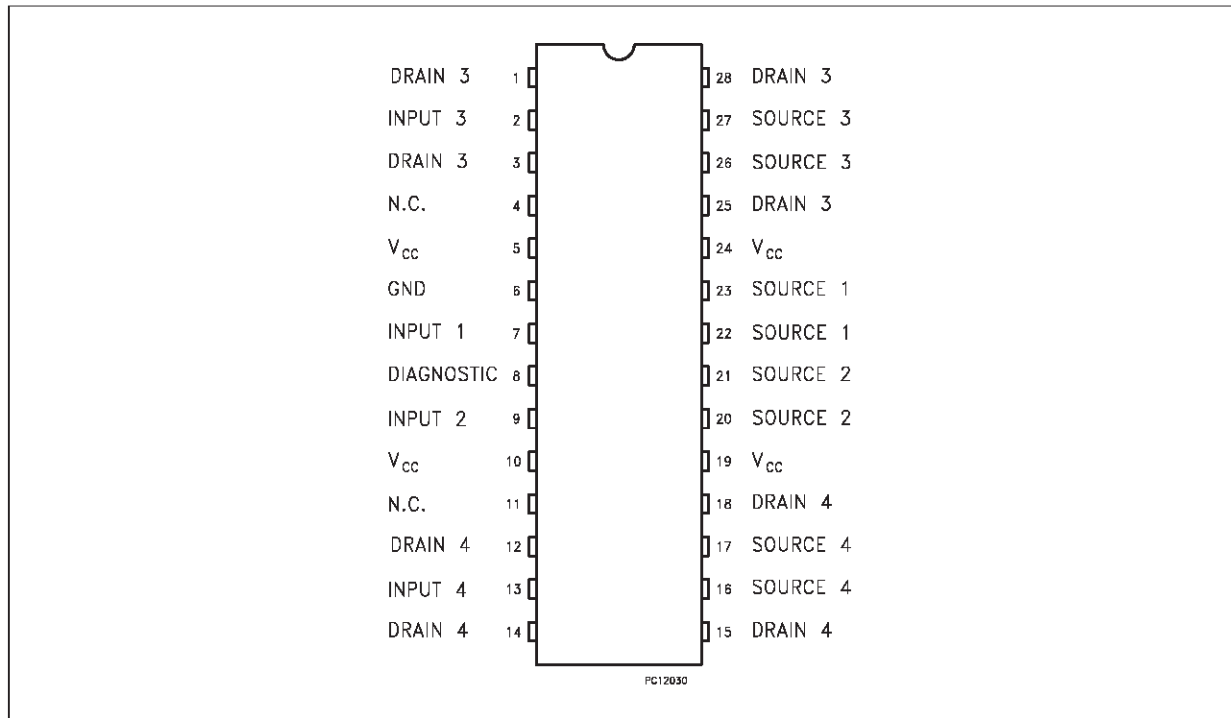 DRAIN 3 1 28 DRAIN 3
INPUT 3 2 27 SOURCE 3
DRAIN 3 3 26 SOURCE 3
N.C. 4 25 DRAIN 3
VCC 5 24 VCC
GND 6 23 SOURCE 1
INPUT 1 7 22 SOURCE 1
DIAGNOSTIC 8 21 SOURCE 2
INPUT 2 9 20 SOURCE 2
VCC 10 19 VCC
N.C. 11 18 DRAIN 4
DRAIN 4 12 17 SOURCE 4
INPUT 4 13 16 SOURCE 4
DRAIN 4 14 15 DRAIN 4
PC12030